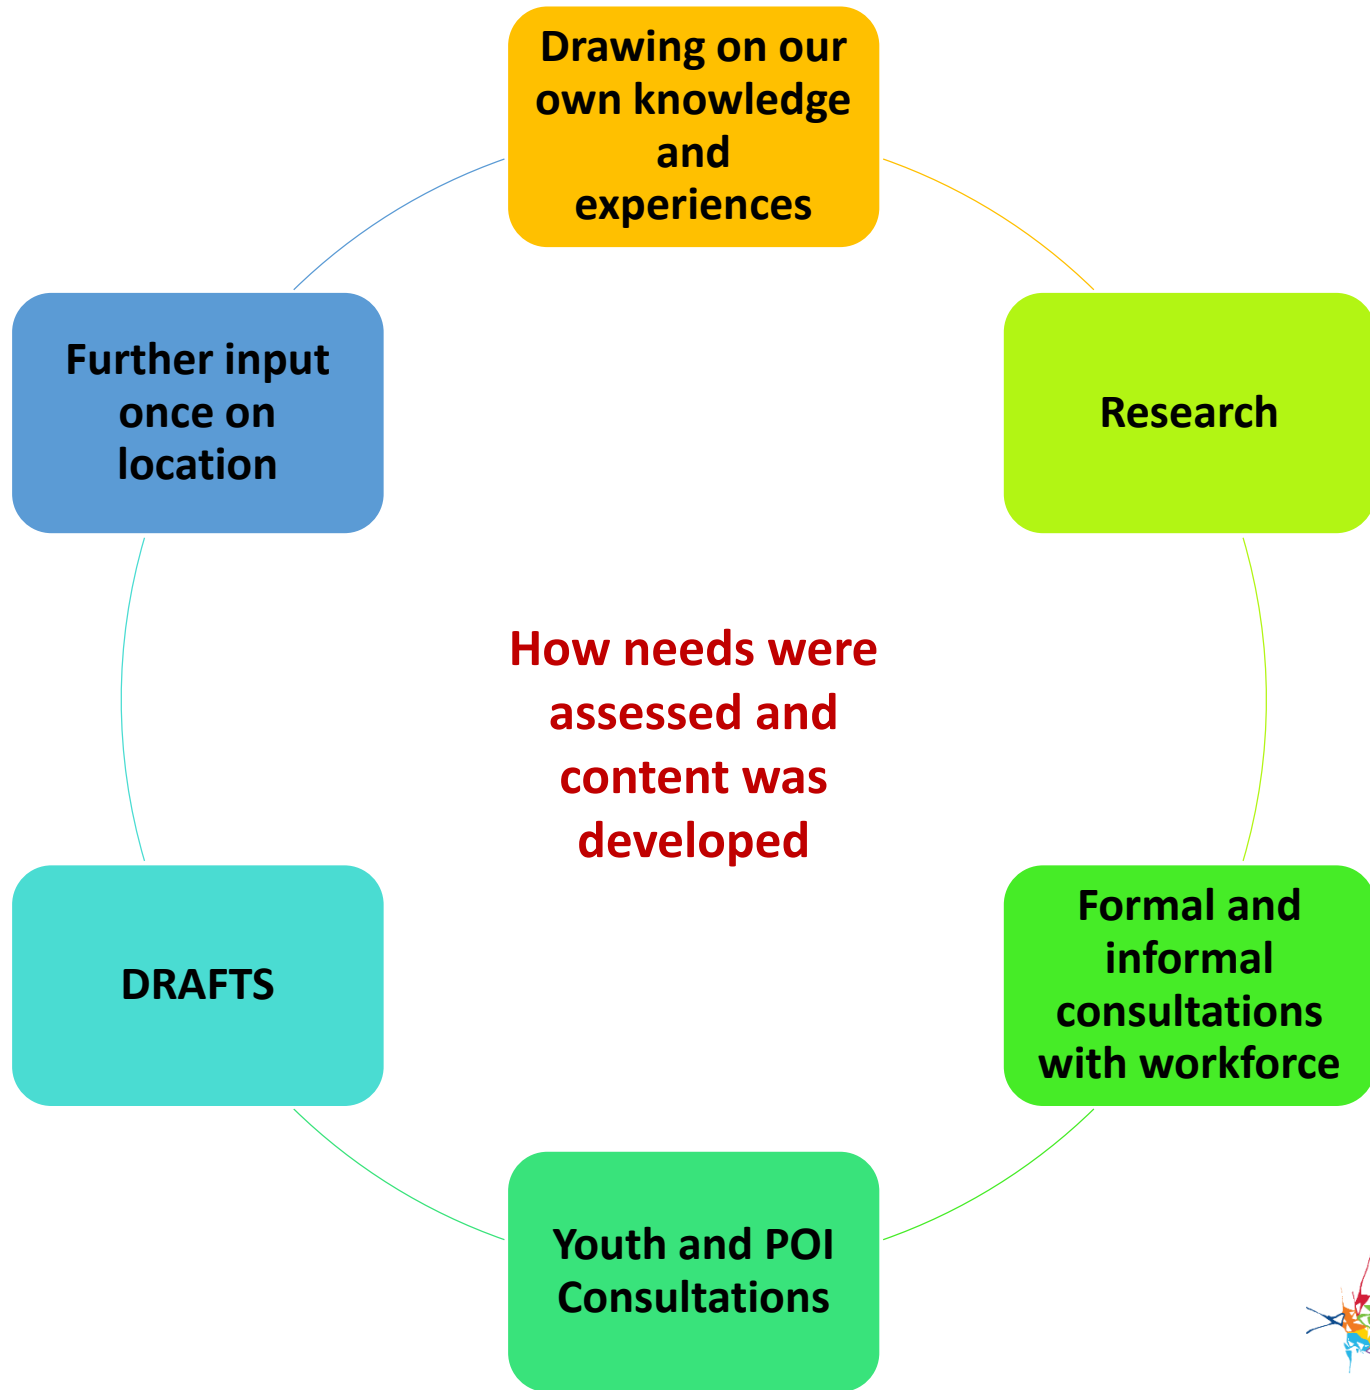 Drawing on our
own knowledge
and
experiences
Research
Formal and
informal
consultations
with workforce
Youth and POI
Consultations
DRAFTS
Further input
once on
location
How needs were
assessed and
content was
developed